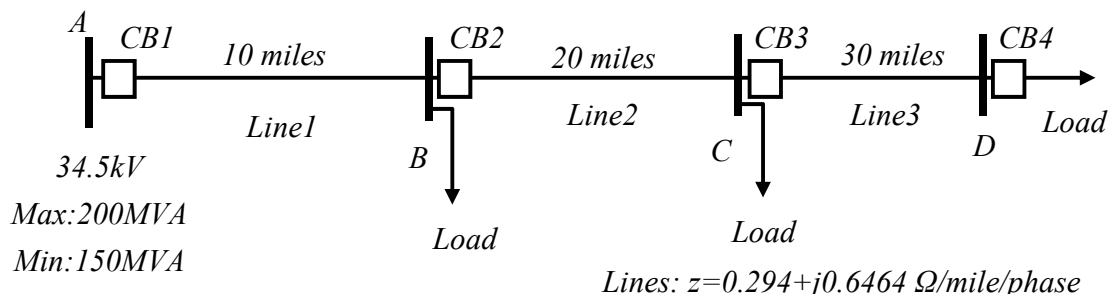 A
CB1
10 miles
CB2
20 miles
CB3
30 miles
CB4
Line1
Line2
Line3
Load
B
C
D
34.5kV
Max:200MVA
Min:150MVA
Load
Load
Lines: z=0.294+j0.6464 Ω/mile/phase